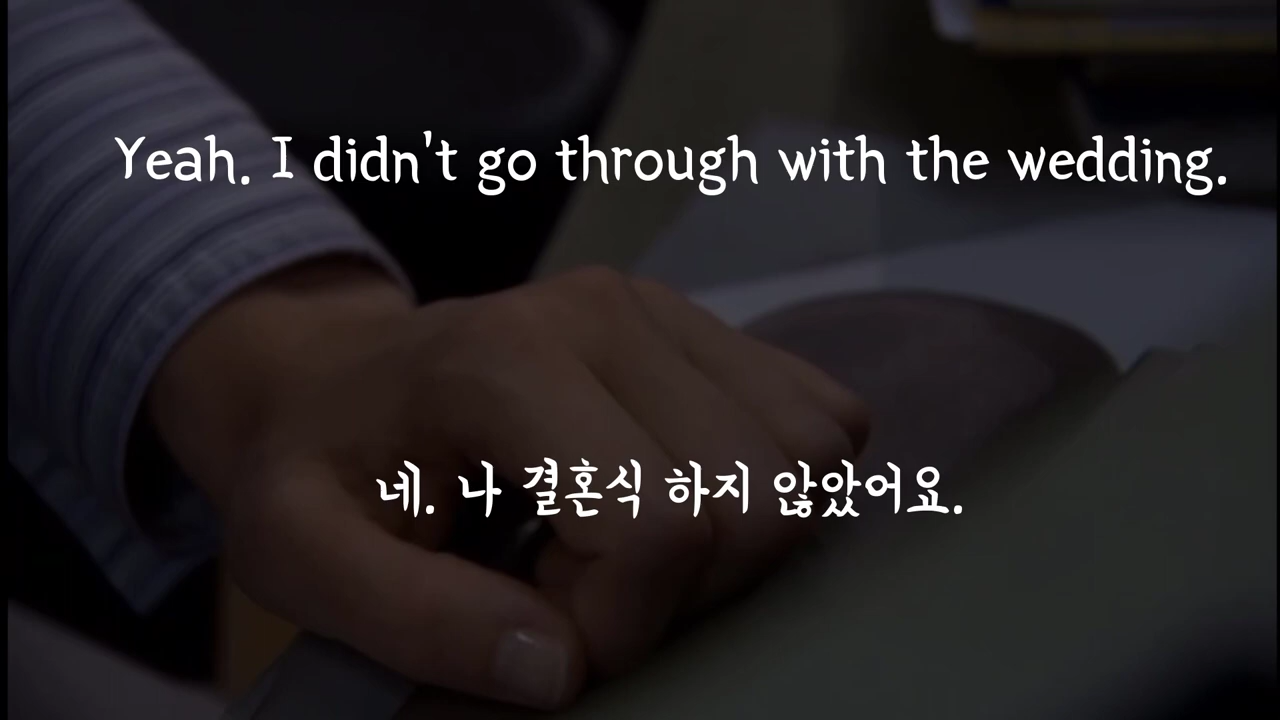 Yeah. I didn't go through with the wedding.
네. 나 결혼식 하지 않았어요.